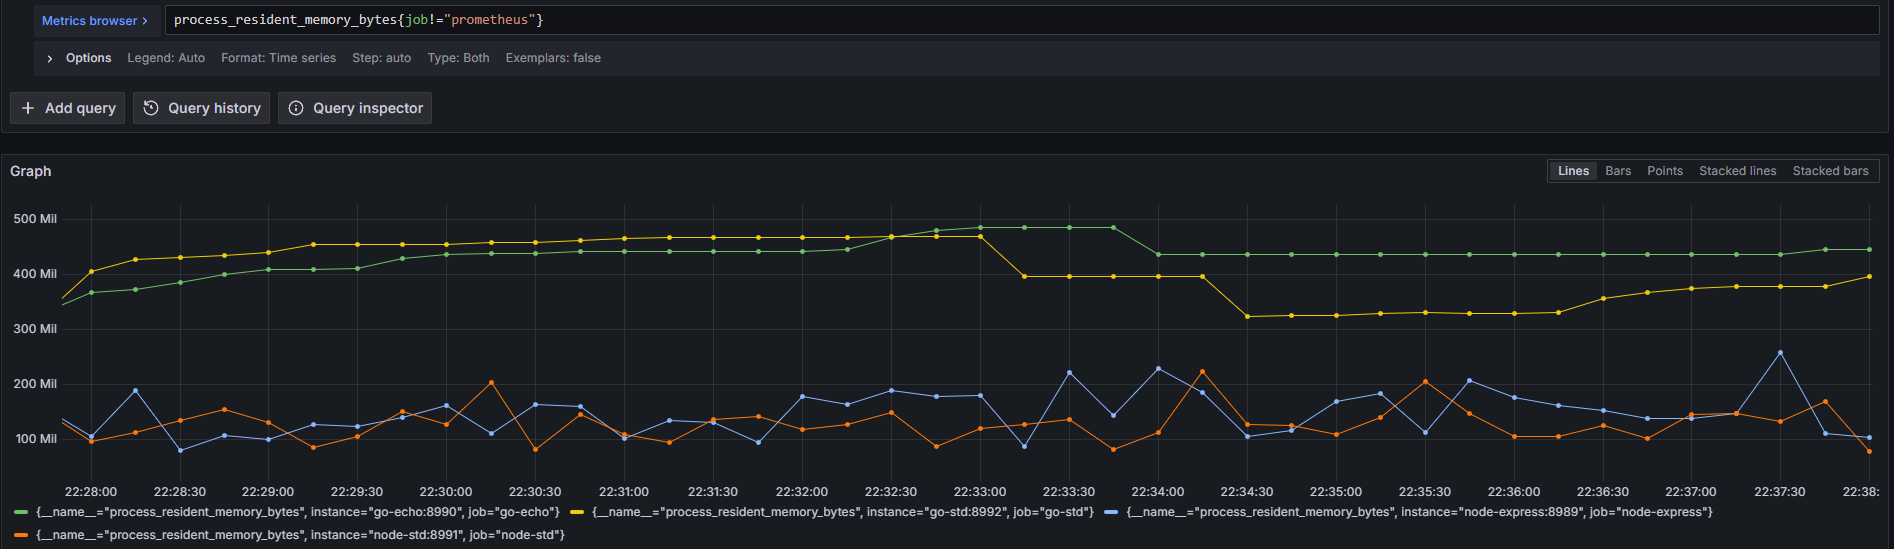 Metrics browser > process_resident_memory_bytes{job!="prometheus"}
> Options Legend: Auto Format: Time series Step: auto Type: Both Exemplars: false
+ Add query Query history Query inspector
Graph Lines Bars Points Stacked lines Stacked bars
500 Mil
400 Mil
300 Mil
200 Mil
100 Mil
22:28:00 22:28:30 22:29:00 22:29:30 22:30:00 22:30:30 22:31:00 22:31:30 22:32:00 22:32:30 22:33:00 22:33:30 22:34:00 22:34:30 22:35:00 22:35:30 22:36:00 22:36:30 22:37:00 22:37:30 22:38:
{__name__="process_resident_memory_bytes", instance="go-echo:8990", job="go-echo"} {__name__="process_resident_memory_bytes", instance="go-std:8992", job="go-std"} {__name__="process_resident_memory_bytes", instance="node-express:8989", job="node-express"}
{__name__="process_resident_memory_bytes", instance="node-std:8991", job="node-std"}